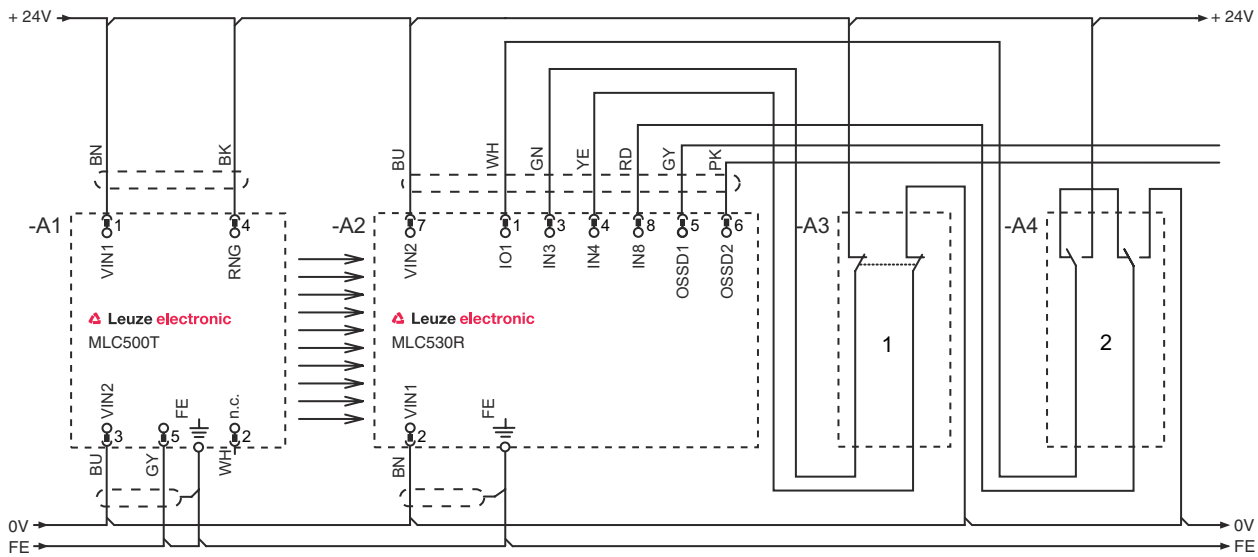 + 24V
+ 24V
BN
BK
BU
WH
GN
YE
RD
GY
PK
-A1
1
4
-A2
7
1
3
4
8
5
6
-A3
-A4
VIN1
RNG
VIN2
IO1
IN3
IN4
IN8
OSSD1
OSSD2
Leuze electronic
MLC500T
Leuze electronic
MLC530R
1
2
VIN2
FE
n.c.
VIN1
FE
3
5
2
2
BU
GY
WH
BN
0V
0V
FE
FE